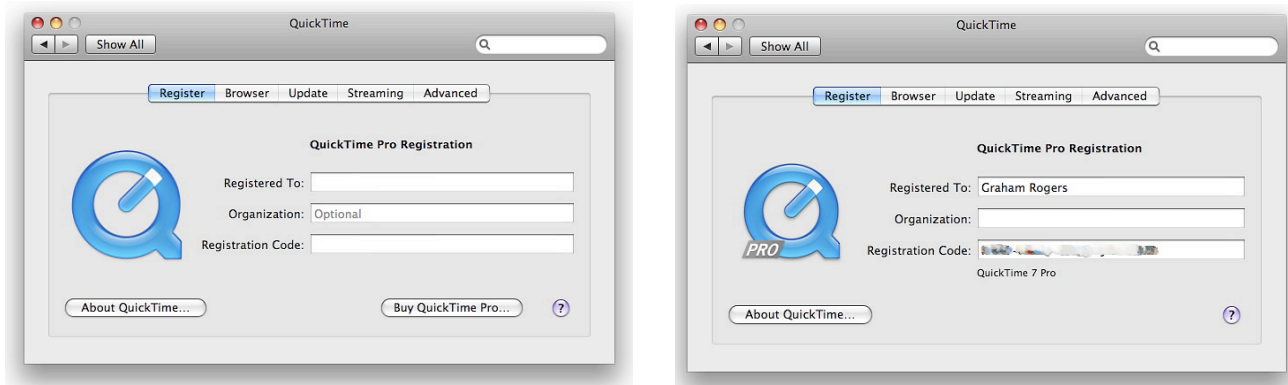 QuickTime
Show All
Register Browser Update Streaming Advanced
QuickTime Pro Registration
Registered To:
Organization: Optional
Registration Code:
About QuickTime... Buy QuickTime Pro... ?
QuickTime
Show All
Register Browser Update Streaming Advanced
QuickTime Pro Registration
Registered To: Graham Rogers
Organization:
PRO
Registration Code:
QuickTime 7 Pro
About QuickTime... ?